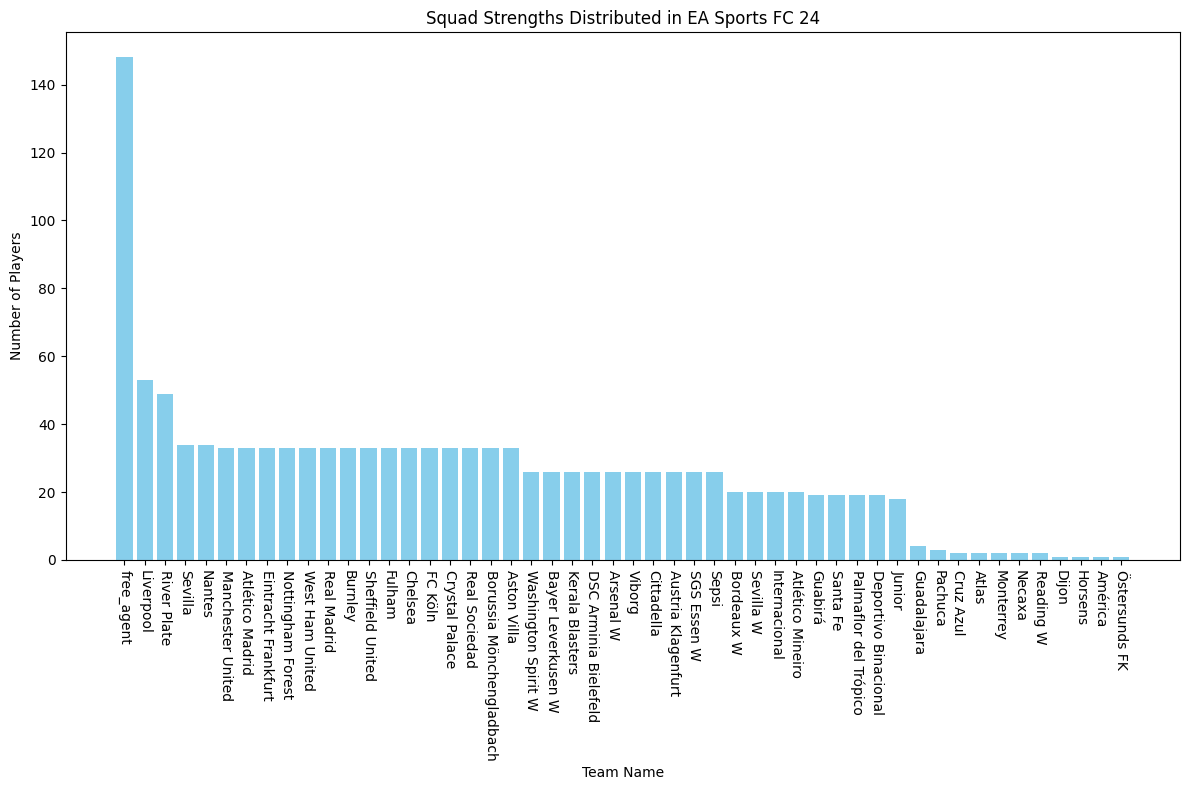 Squad Strengths Distributed in EA Sports FC 24
Number of Players
140
120
100
80
60
40
20
0
free_agent
Liverpool
River Plate
Sevilla
Nantes
Manchester United
Atlético Madrid
Eintracht Frankfurt
Nottingham Forest
West Ham United
Real Madrid
Burnley
Sheffield United
Fulham
Chelsea
FC Köln
Crystal Palace
Real Sociedad
Borussia Mönchengladbach
Aston Villa
Washington Spirit W
Bayer Leverkusen W
Kerala Blasters
DSC Arminia Bielefeld
Arsenal W
Viborg
Cittadella
Austria Klagenfurt
SGS Essen W
Sepsi
Bordeaux W
Sevilla W
Internacional
Atlético Mineiro
Guabirá
Santa Fe
Palmaflor del Trópico
Deportivo Binacional
Junior
Guadalajara
Pachuca
Cruz Azul
Atlas
Monterrey
Necaxa
Reading W
Dijon
Horsens
América
Östersunds FK
Team Name